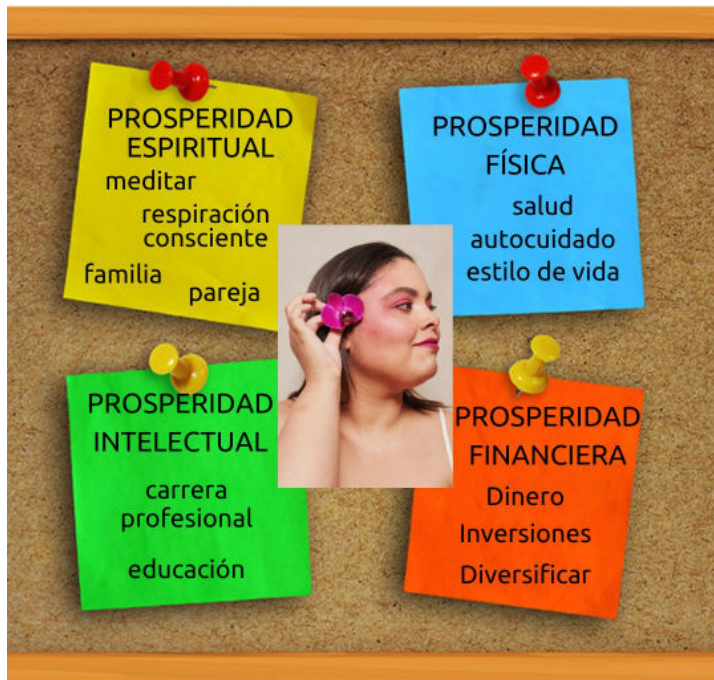 PROSPERIDAD
ESPIRITUAL
meditar
respiración
consciente
familia
pareja
PROSPERIDAD
FÍSICA
salud
autocuidado
estilo de vida
PROSPERIDAD
INTELECTUAL
carrera
profesional
educación
PROSPERIDAD
FINANCIERA
Dinero
Inversiones
Diversificar